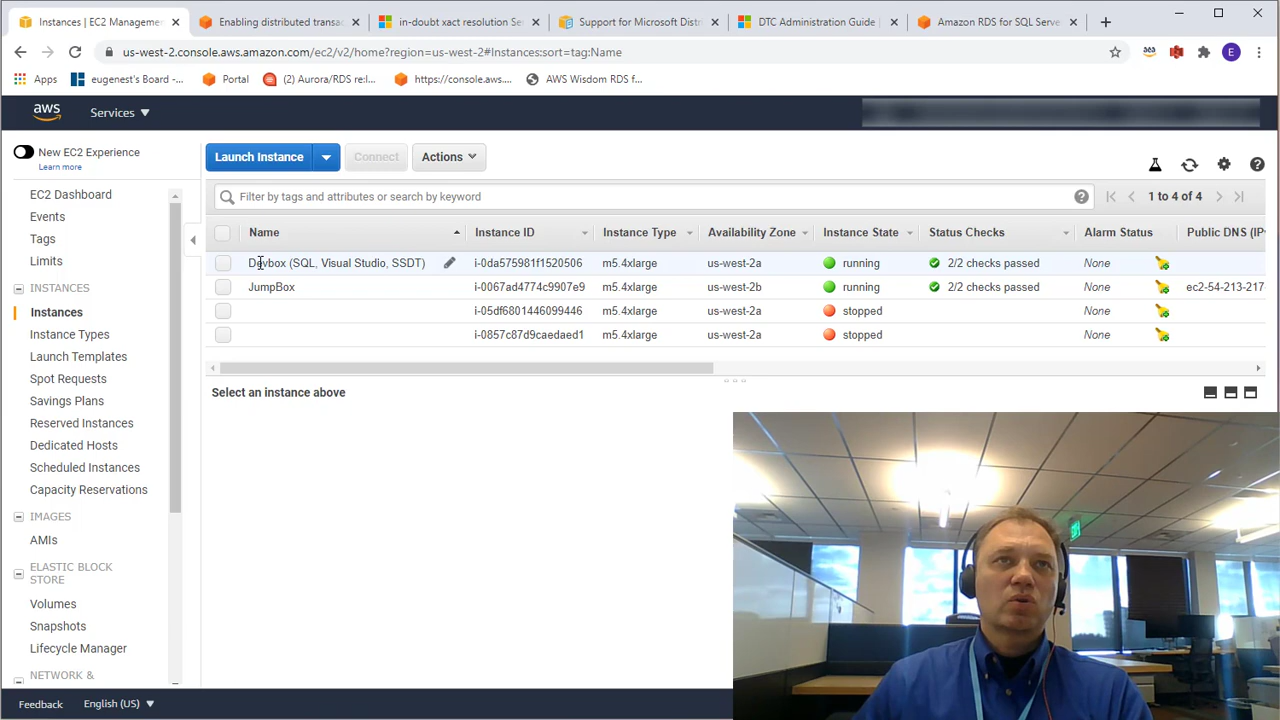 Instances | EC2 Manageme
Enabling distributed transac
in-doubt xact resolution Se
Support for Microsoft Distri
DTC Administration Guide |
Amazon RDS for SQL Serve
us-west-2.console.aws.amazon.com/ec2/v2/home?region=us-west-2#Instances:sort=tag:Name
Apps
eugenest's Board -...
Portal
(2) Aurora/RDS re:I...
https://console.aws....
AWS Wisdom RDS f...
aws
Services
New EC2 Experience
Learn more
Launch Instance
Connect
Actions
EC2 Dashboard
Events
Tags
Limits
INSTANCES
Instances
Instance Types
Launch Templates
Spot Requests
Savings Plans
Reserved Instances
Dedicated Hosts
Scheduled Instances
Capacity Reservations
IMAGES
AMIs
ELASTIC BLOCK
STORE
Volumes
Snapshots
Lifecycle Manager
NETWORK &
Filter by tags and attributes or search by keyword
1 to 4 of 4
Name Instance ID Instance Type Availability Zone Instance State Status Checks Alarm Status Public DNS (IP
Devbox (SQL, Visual Studio, SSDT) i-0da575981f1520506 m5.4xlarge us-west-2a running 2/2 checks passed None
JumpBox i-0067ad4774c9907e9 m5.4xlarge us-west-2b running 2/2 checks passed None ec2-54-213-217
i-05df6801446099446 m5.4xlarge us-west-2a stopped None
i-0857c87d9caedaed1 m5.4xlarge us-west-2a stopped None
Select an instance above
Feedback
English (US)